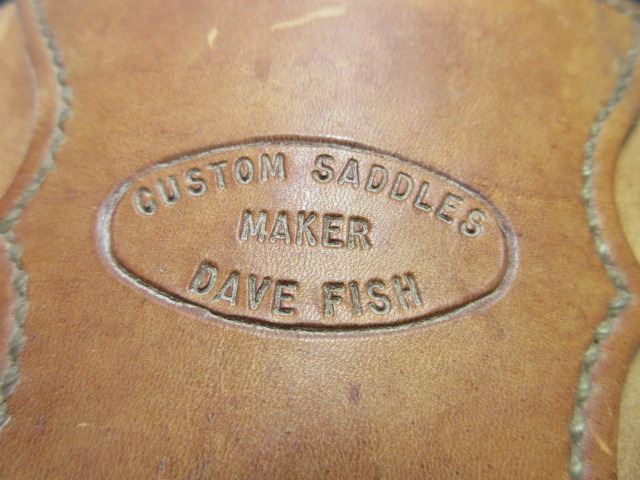 CUSTOM SADDLES
MAKER
DAVE FISH